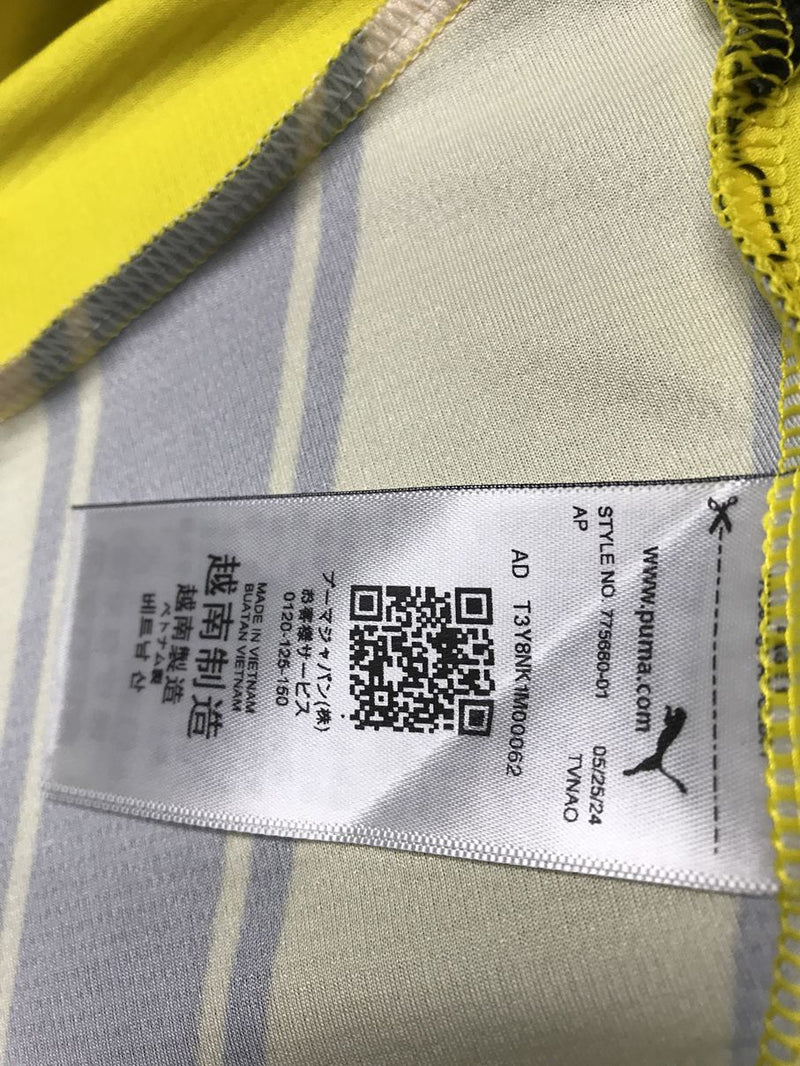 www.puma.com
STYLE NO. 775680-01 05/25/24
AP TVNAO
AD T3Y8NK1M00062
プーマジャパン(株)
お客様サービス
0120-125-150
MADE IN VIETNAM
BUATAN VIETNAM
越南制造
越南製造
ベトナム製
베트남 산